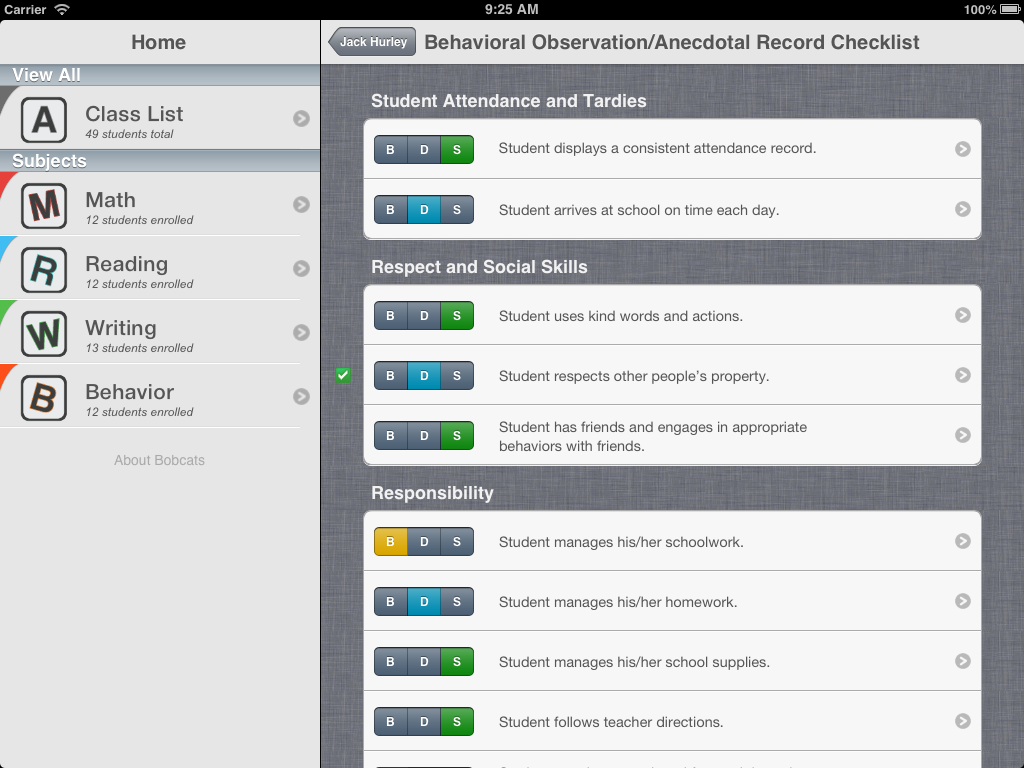 Carrier
9:25 AM
100%
Home
View All
A
Class List
49 students total
Subjects
M
Math
12 students enrolled
R
Reading
12 students enrolled
W
Writing
13 students enrolled
B
Behavior
12 students enrolled
About Bobcats
Jack Hurley
Behavioral Observation/Anecdotal Record Checklist
Student Attendance and Tardies
B D S Student displays a consistent attendance record.
B D S Student arrives at school on time each day.
Respect and Social Skills
B D S Student uses kind words and actions.
B D S Student respects other people's property.
B D S Student has friends and engages in appropriate
behaviors with friends.
Responsibility
B D S Student manages his/her schoolwork.
B D S Student manages his/her homework.
B D S Student manages his/her school supplies.
B D S Student follows teacher directions.